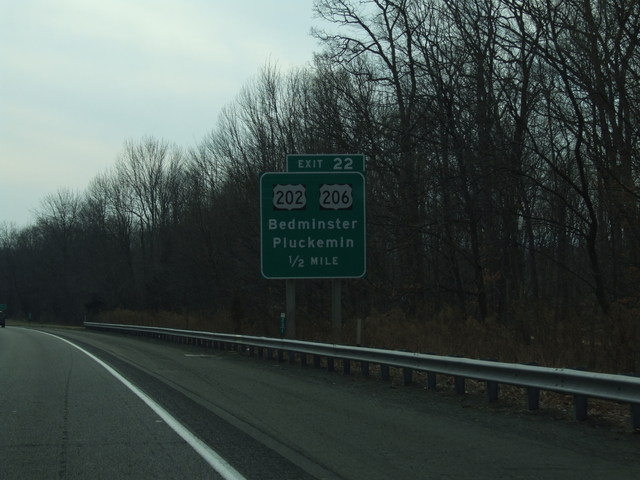 EXIT 22
202 206
Bedminster
Pluckemin
1/2 MILE